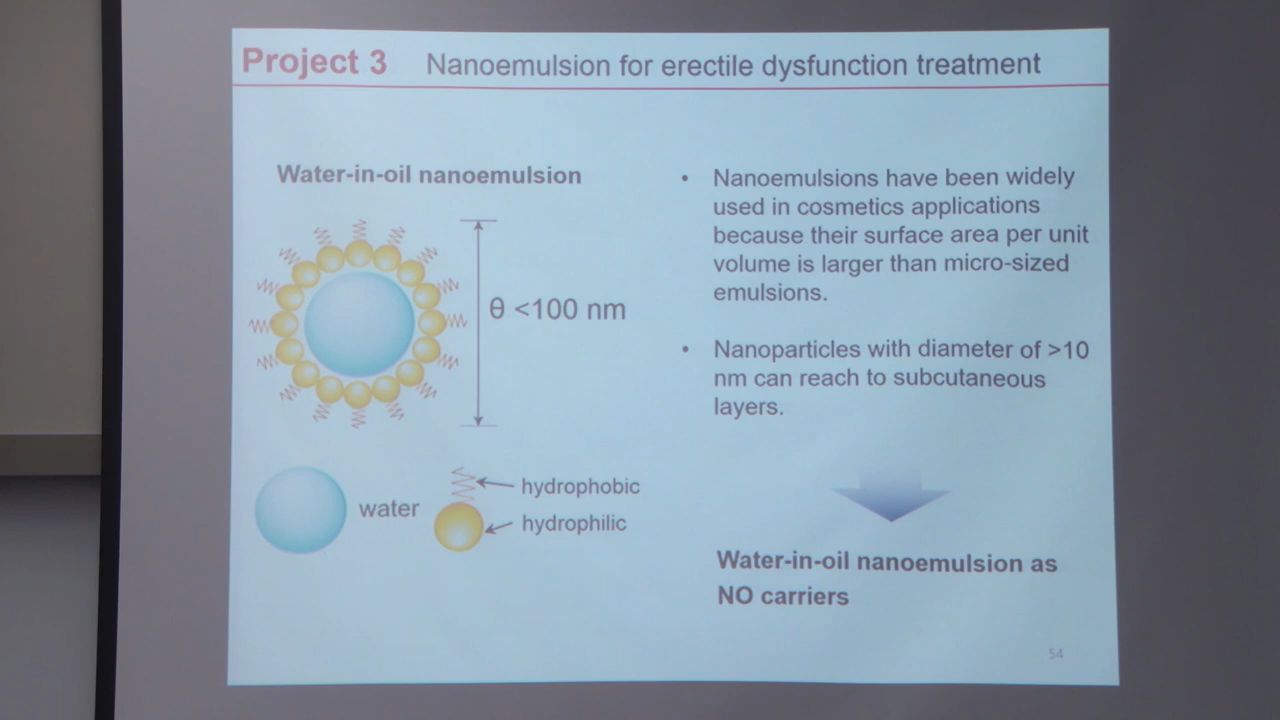 Project 3 Nanoemulsion for erectile dysfunction treatment
Water-in-oil nanoemulsion
θ <100 nm
water
hydrophobic
hydrophilic
• Nanoemulsions have been widely
used in cosmetics applications
because their surface area per unit
volume is larger than micro-sized
emulsions.
• Nanoparticles with diameter of >10
nm can reach to subcutaneous
layers.
Water-in-oil nanoemulsion as
NO carriers
54